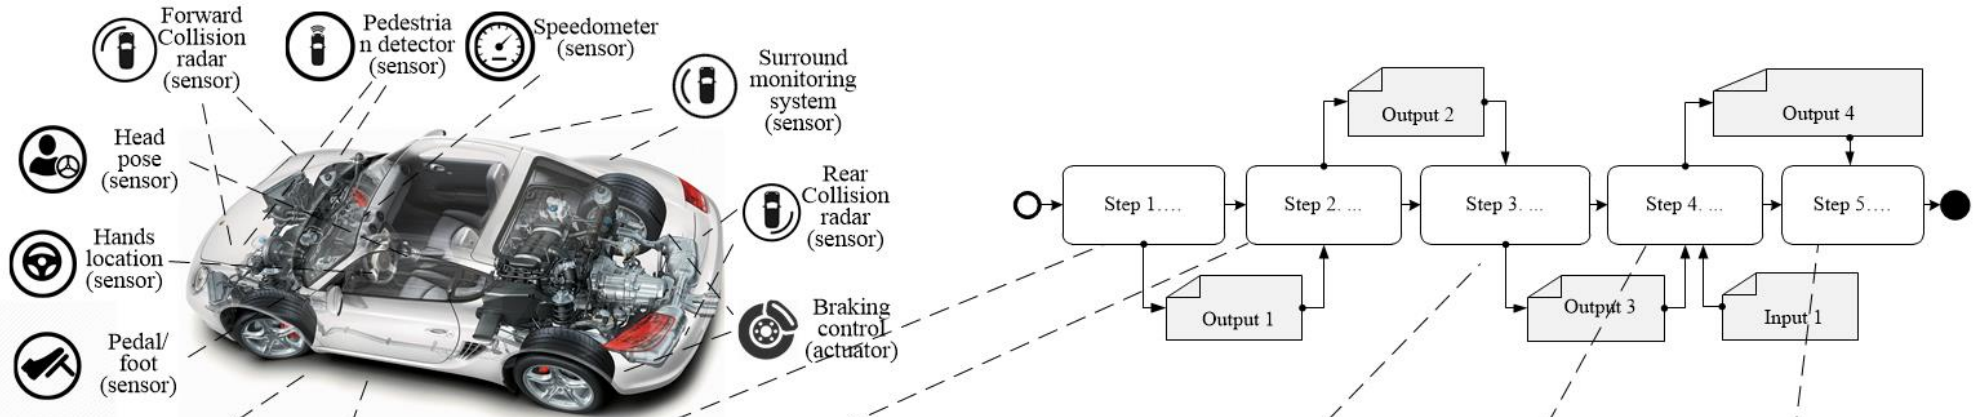 Forward
Collision
radar
(sensor)
Pedestria
n detector
(sensor)
Speedometer
(sensor)
Surround
monitoring
system
(sensor)
Head
pose
(sensor)
Rear
Collision
radar
(sensor)
Hands
location
(sensor)
Braking
control
(actuator)
Pedal/
foot
(sensor)
Output 2
Output 4
Step 1….
Step 2. ...
Step 3. ...
Step 4. ...
Step 5….
Output 1
Output 3
Input 1